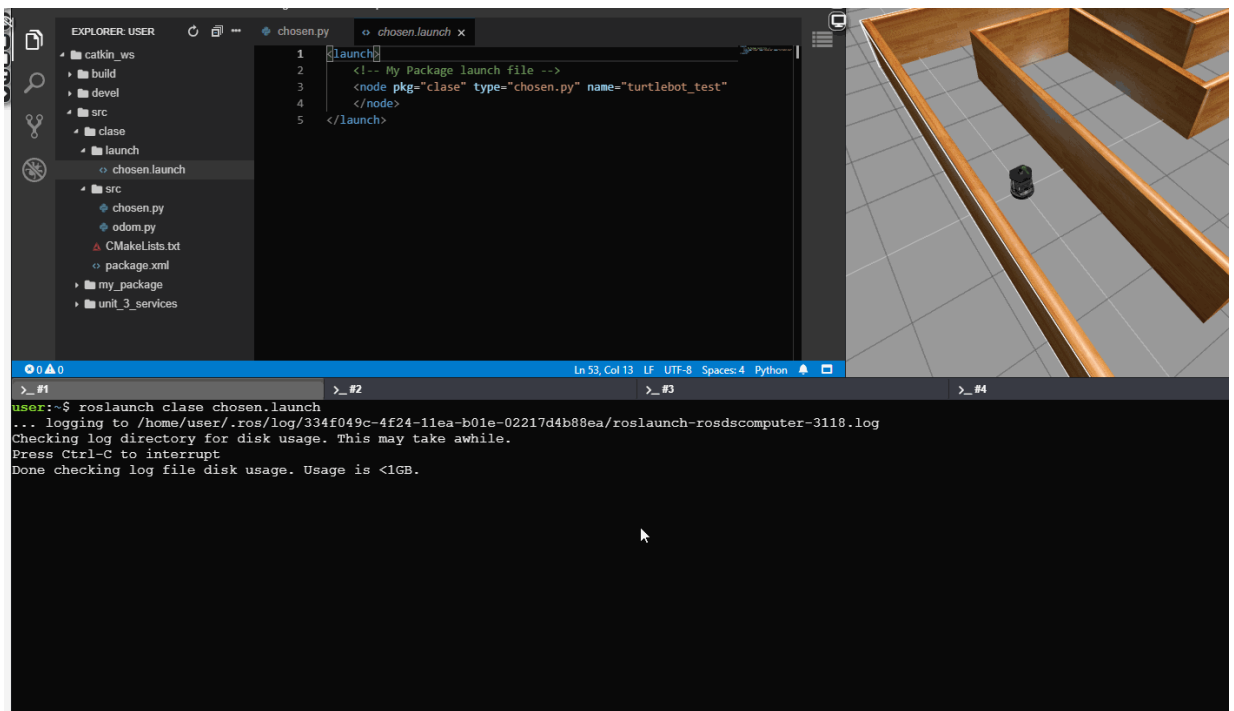 EXPLORER: USER
chosen.py
chosen.launch
catkin_ws
build
devel
src
clase
launch
chosen.launch
src
chosen.py
odom.py
CMakeLists.txt
package.xml
my_package
unit_3_services
1 <launch>
2 <!-- My Package launch file -->
3 <node pkg="clase" type="chosen.py" name="turtlebot_test"
4 </node>
5 </launch>
0 0
Ln 53, Col 13 LF UTF-8 Spaces: 4 Python
>_ #1 >_ #2 >_ #3 >_ #4
user:~$ roslaunch clase chosen.launch
... logging to /home/user/.ros/log/334f049c-4f24-11ea-b01e-02217d4b88ea/roslaunch-rosdscomputer-3118.log
Checking log directory for disk usage. This may take awhile.
Press Ctrl-C to interrupt
Done checking log file disk usage. Usage is <1GB.